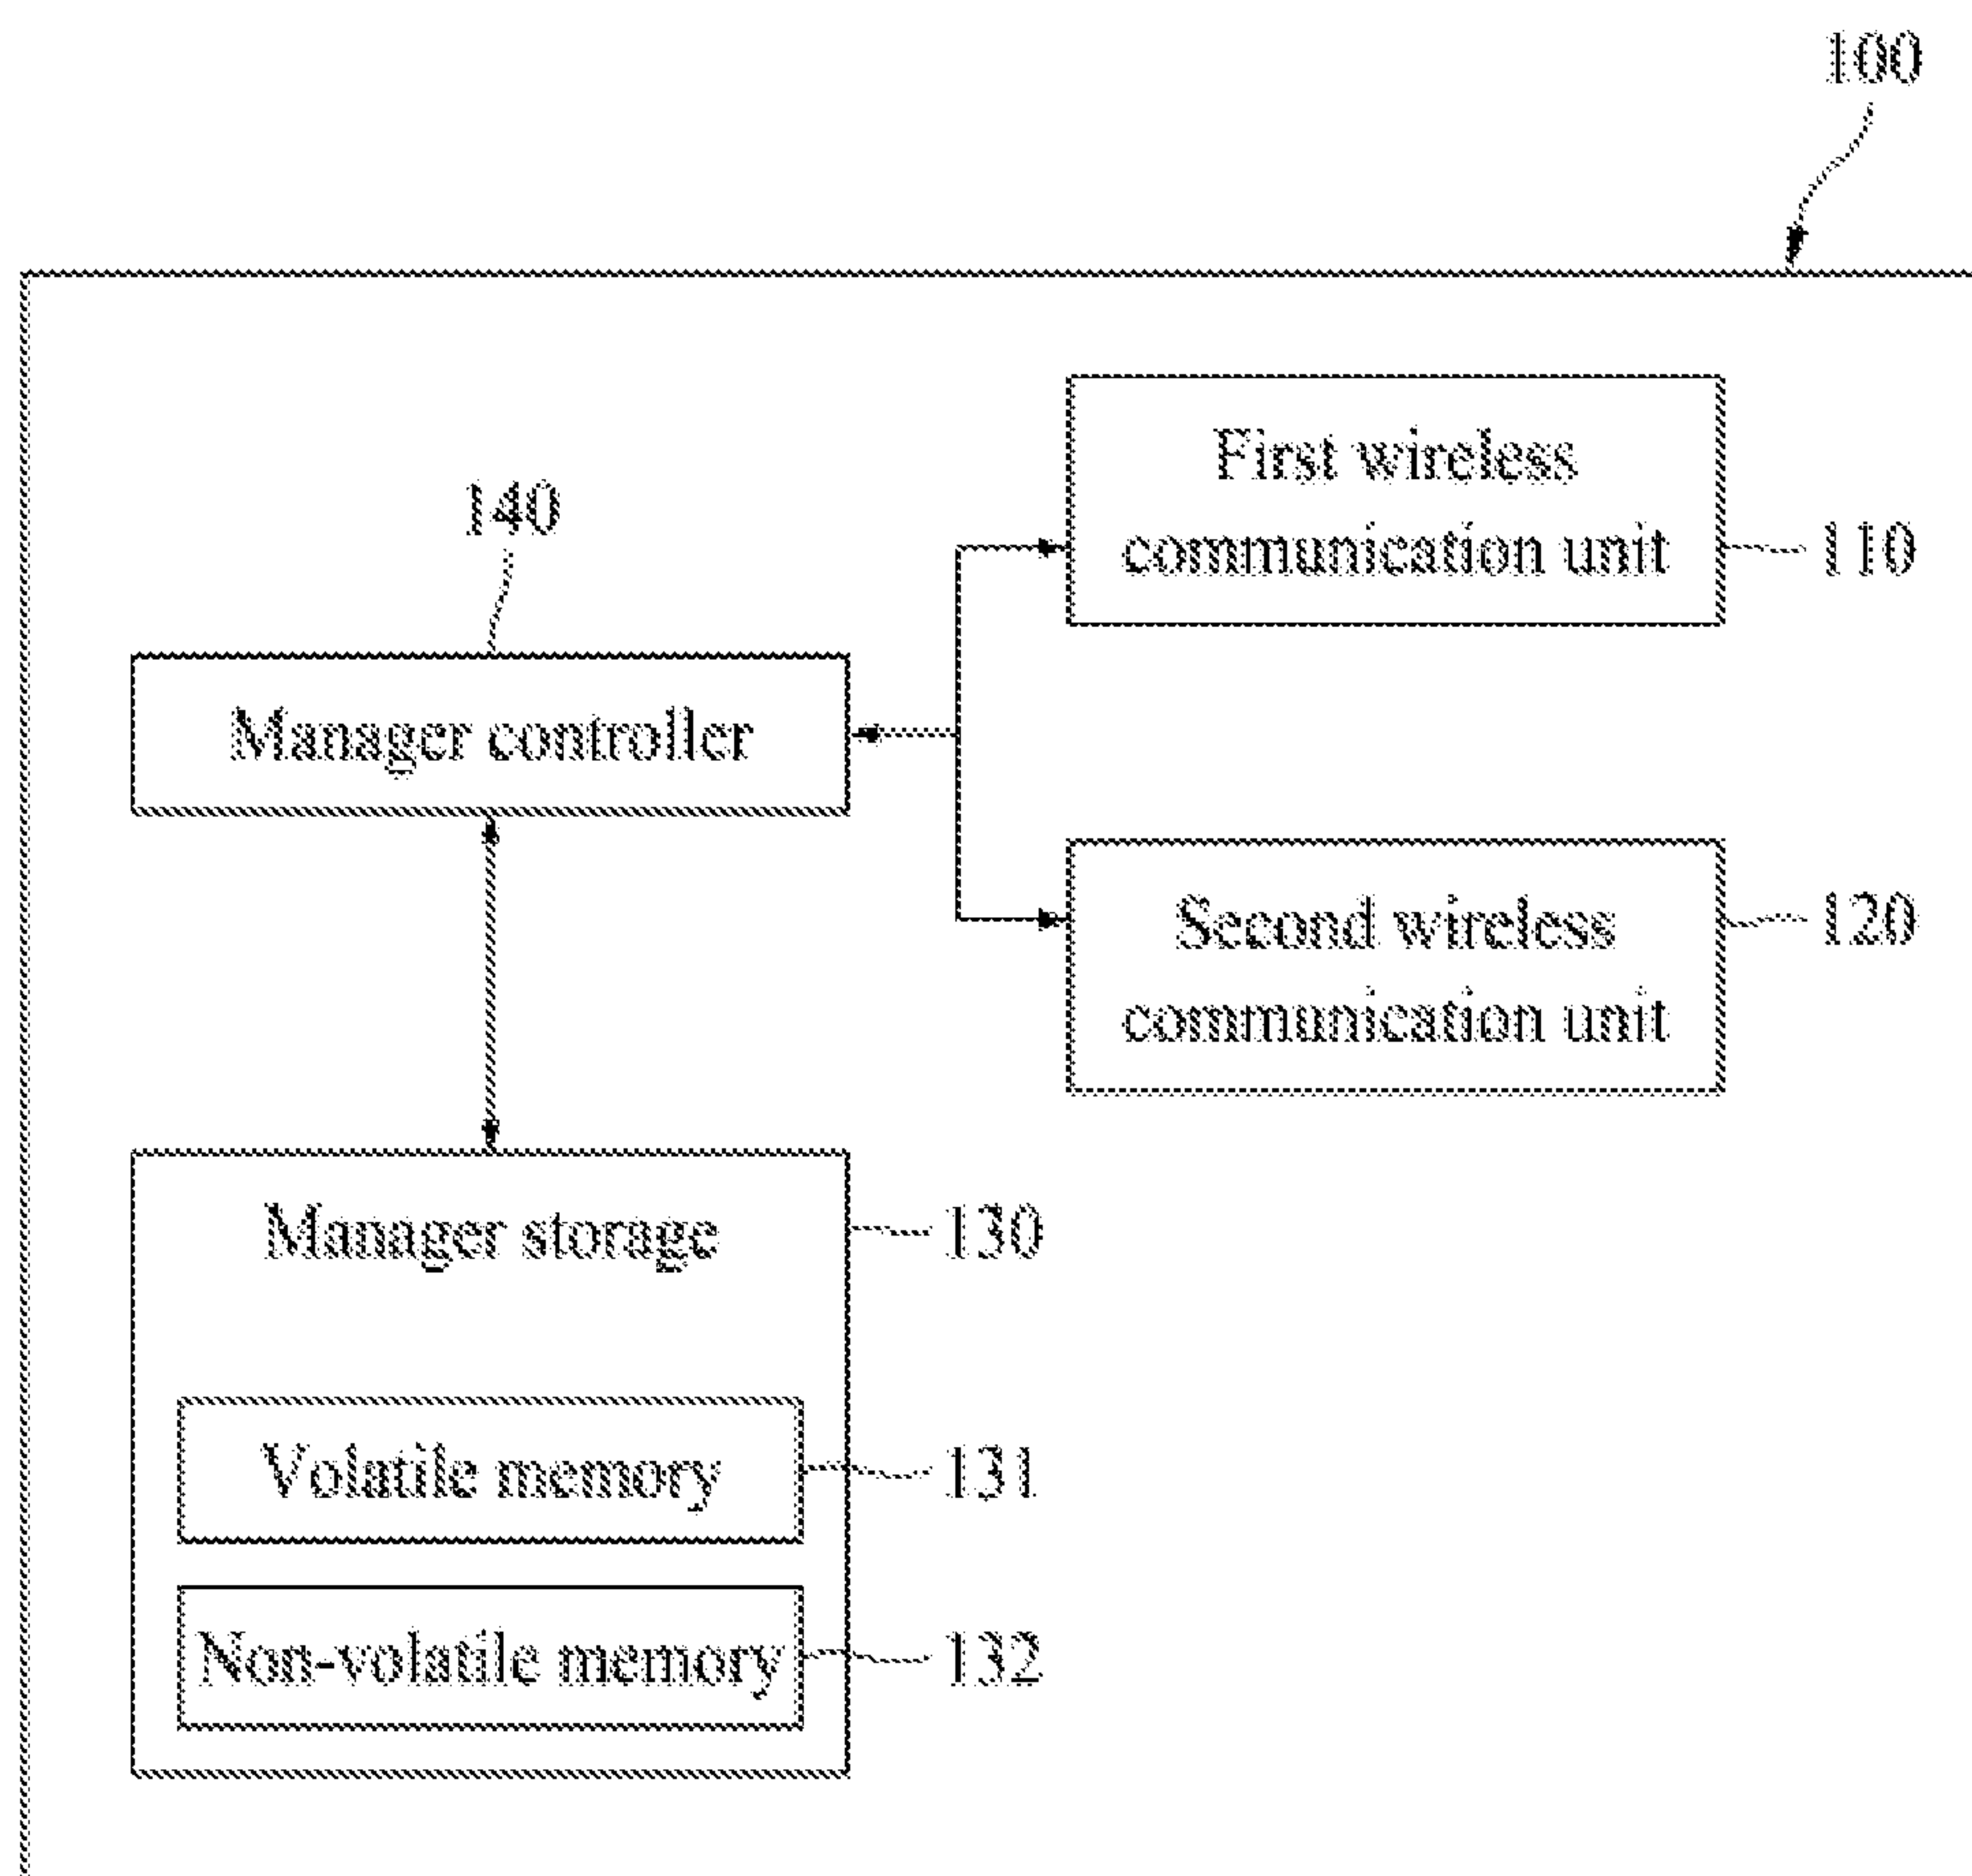 100
First wireless
communication unit
110
140
Manager controller
Second wireless
communication unit
120
Manager storage
130
Volatile memory
131
Non-volatile memory
132